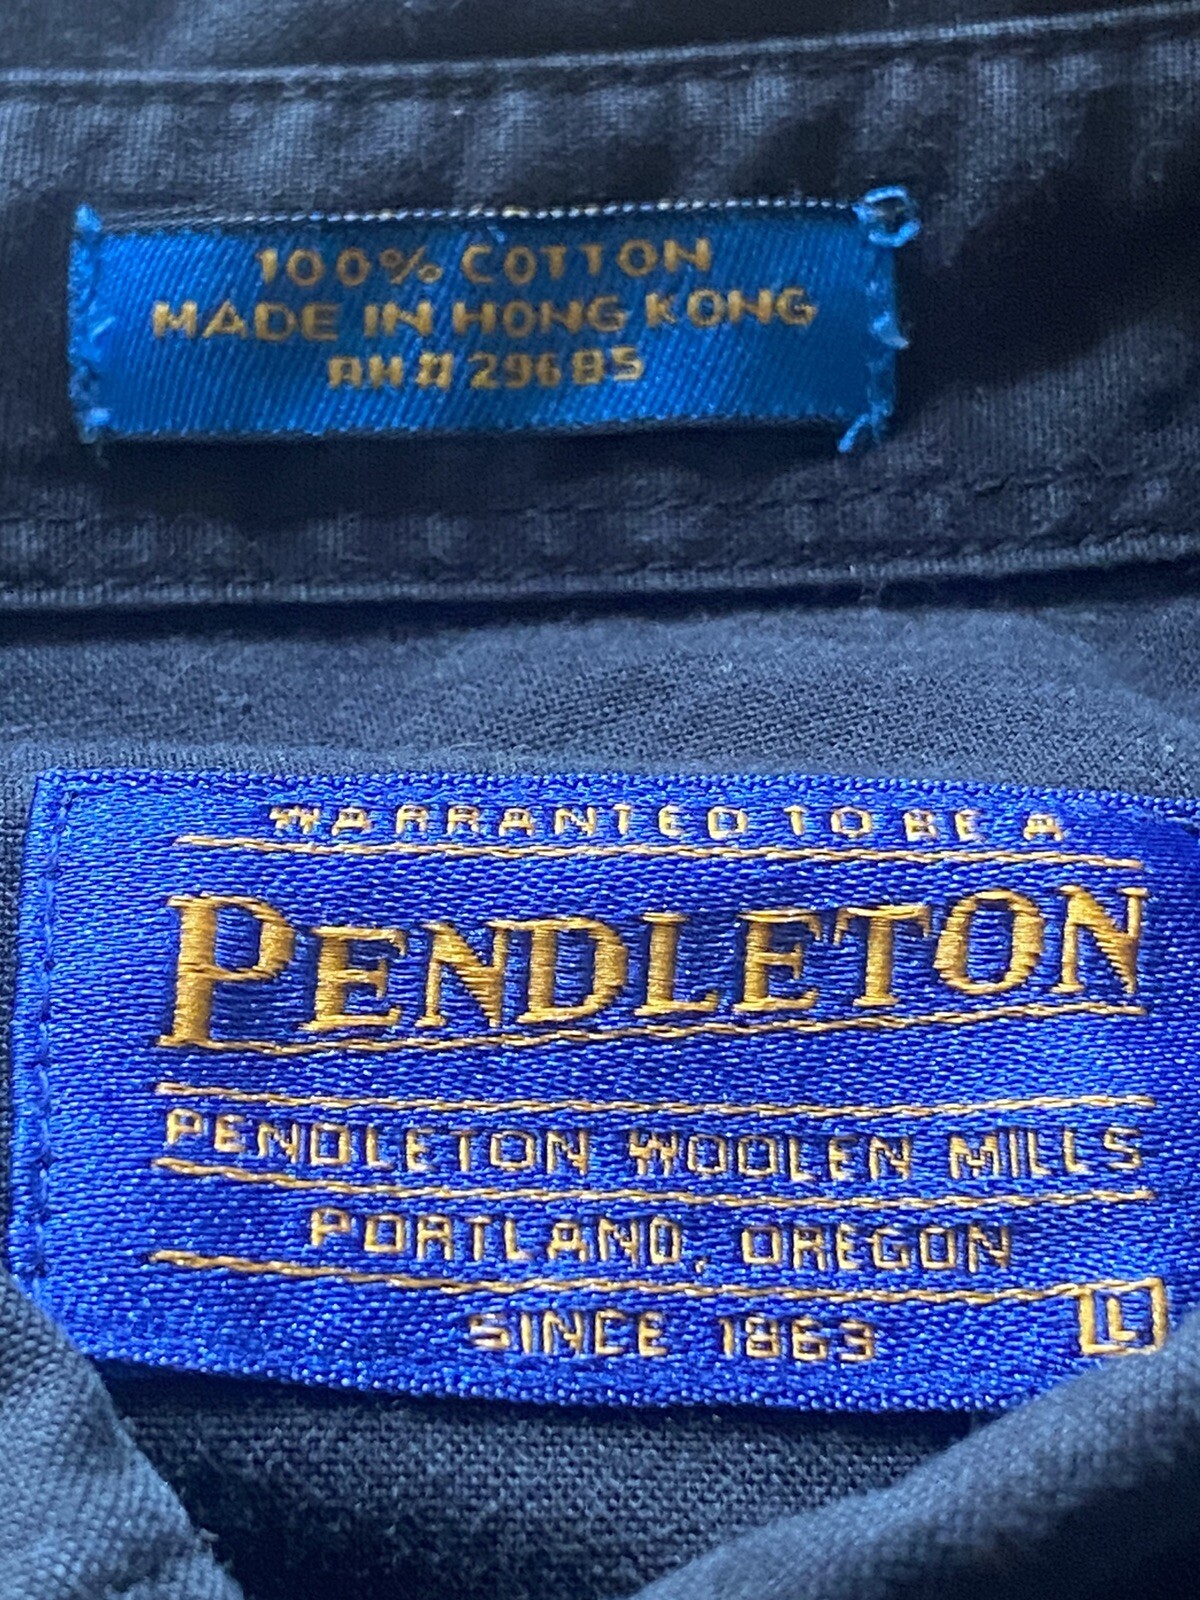 100% COTTON
MADE IN HONG KONG
RN# 29685
WARRANTED TO BE A
PENDLETON
PENDLETON WOOLEN MILLS
PORTLAND, OREGON
SINCE 1863
L